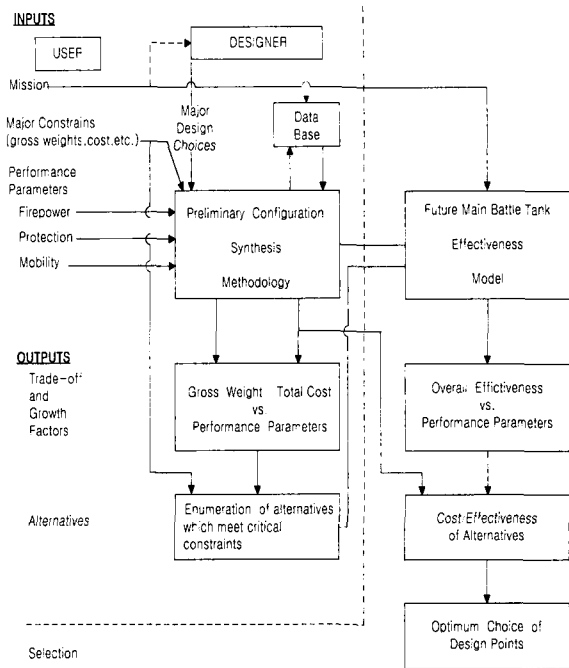 INPUTS
USER
DESIGNER
Mission
Major Constrains
(gross weights,cost,etc.)
Major
Design
Choices
Data
Base
Performance
Parameters
Firepower
Protection
Mobility
Preliminary Configuration
Synthesis
Methodology
Future Main Battle Tank
Effectiveness
Model
OUTPUTS
Trade-off
and
Growth
Factors
Gross Weight Total Cost
vs.
Performance Parameters
Overall Effictiveness
vs.
Performance Parameters
Alternatives
Enumeration of alternatives
which meet critical
constraints
Cost/Effectiveness
of Alternatives
Selection
Optimum Choice of
Design Points